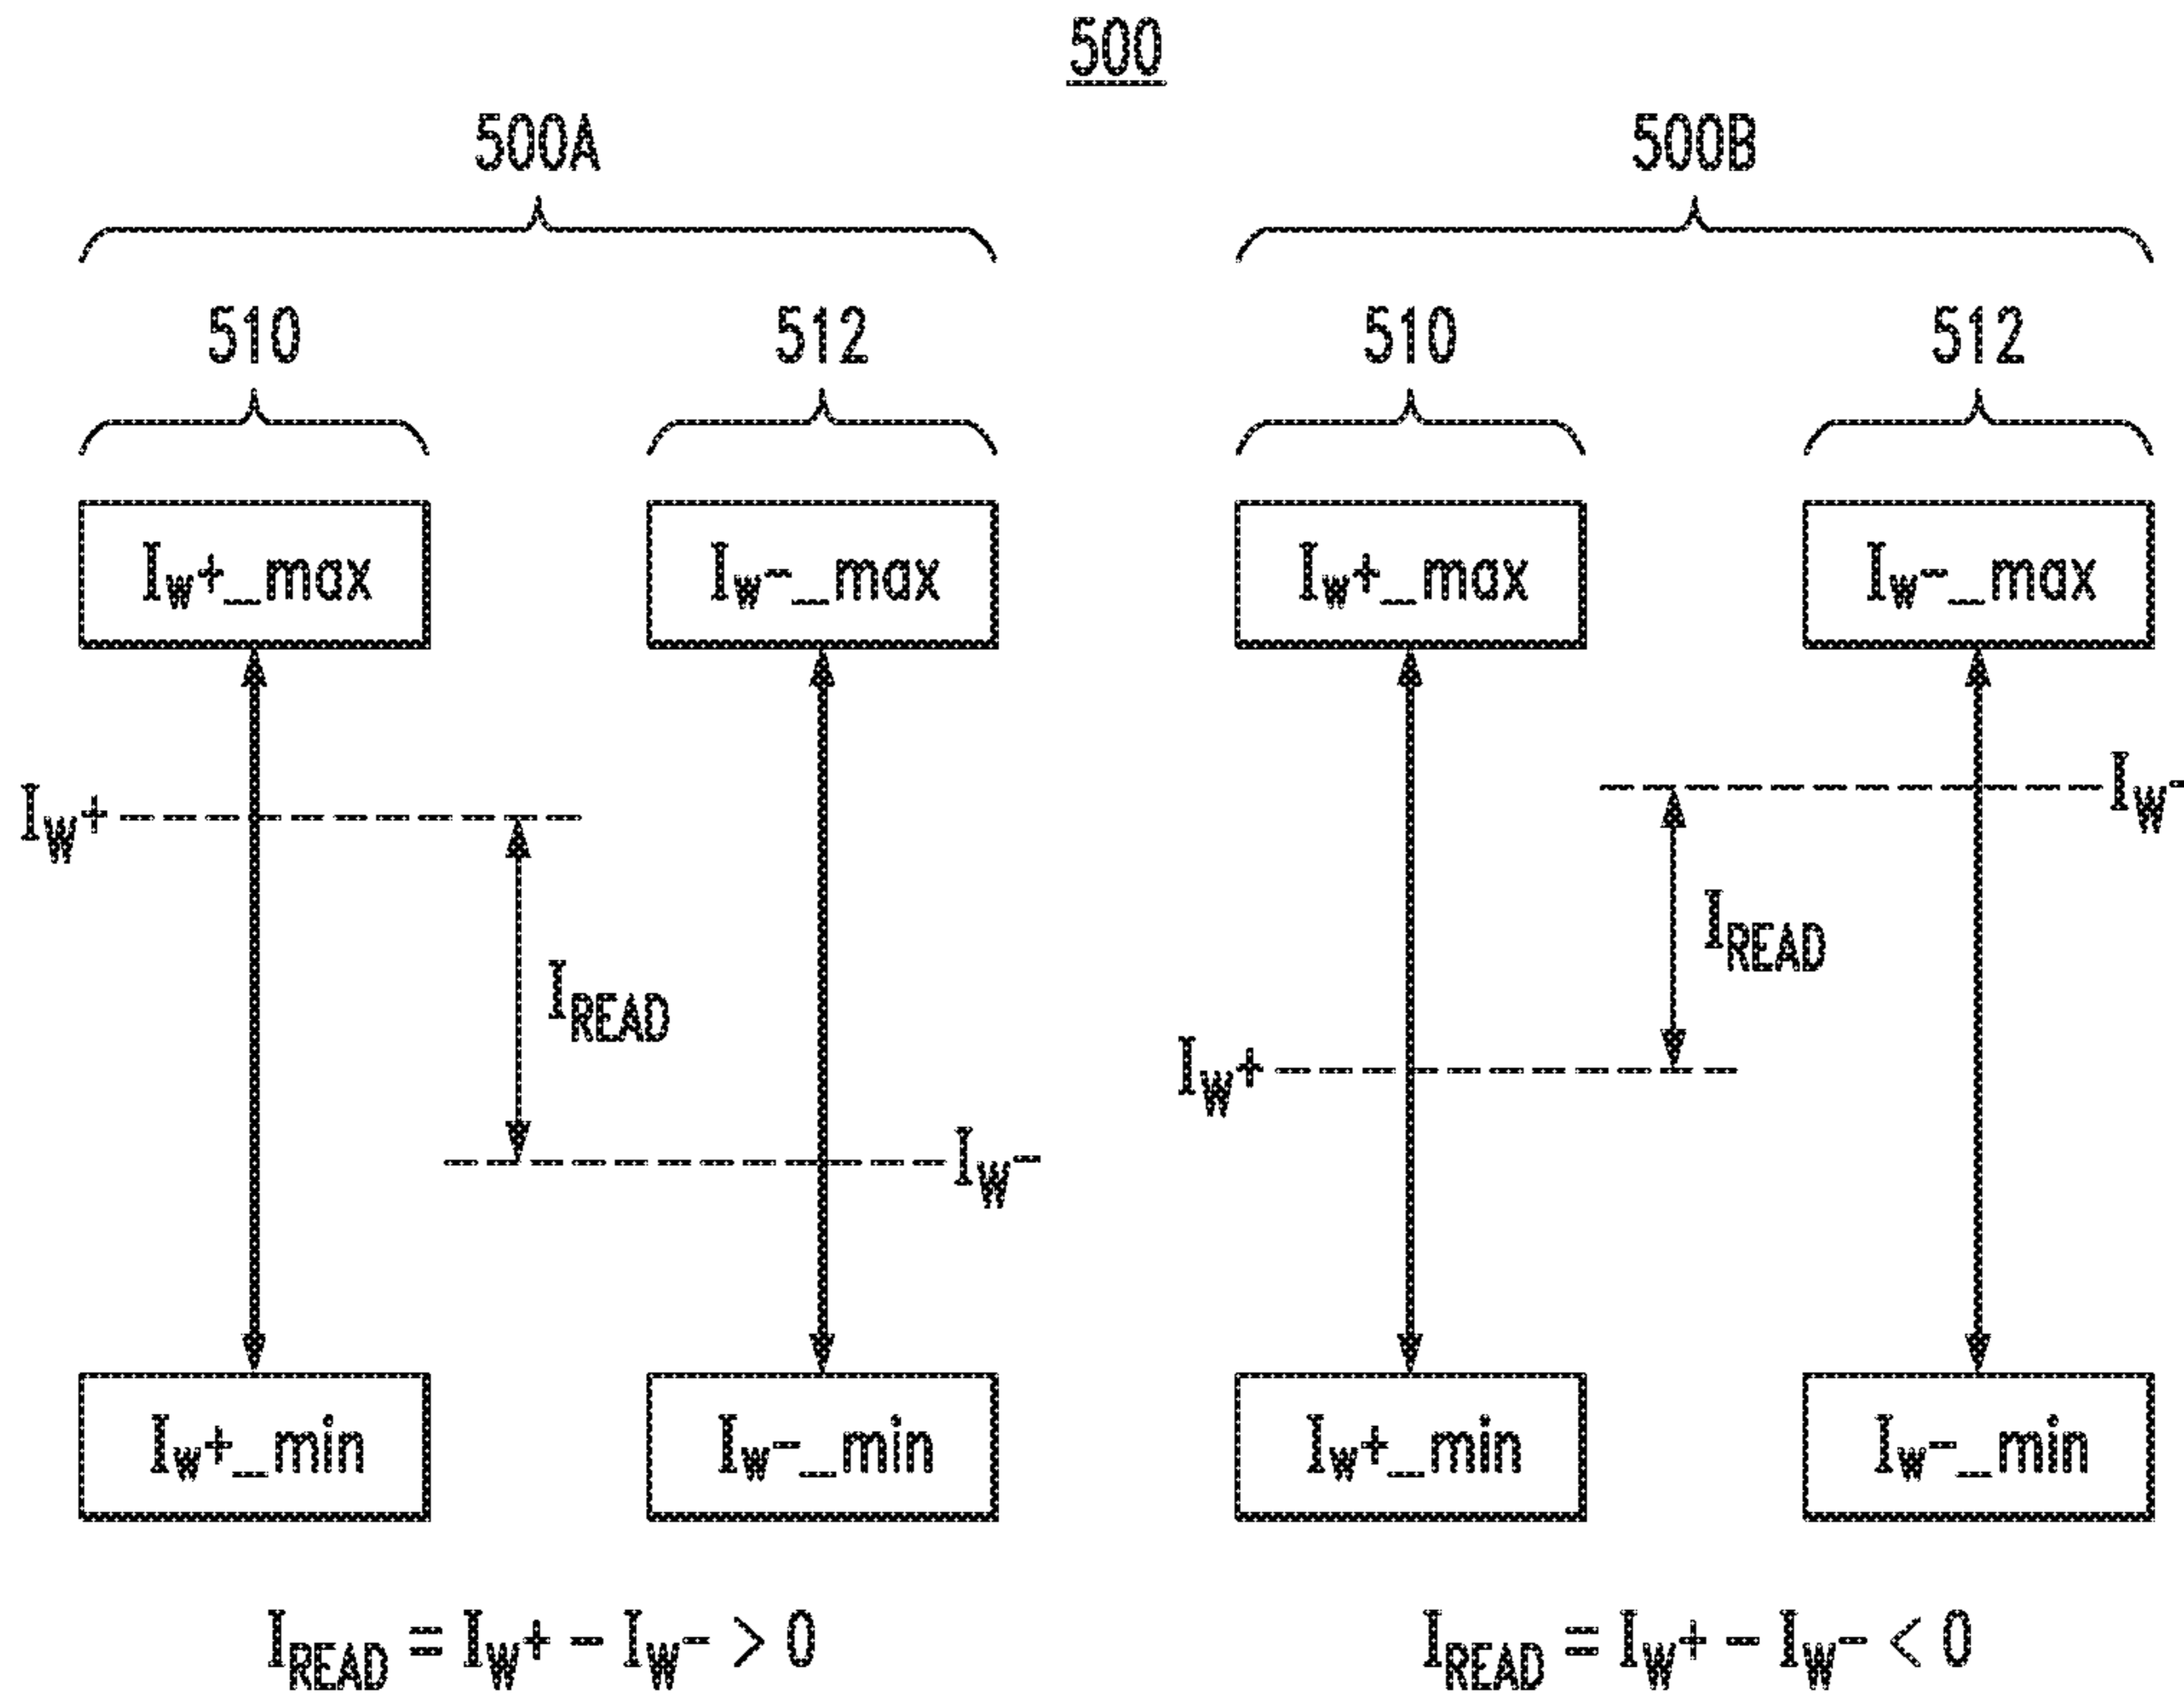 500
500A 500B
510 512 510 512
Iw+_max Iw-_max Iw+_max Iw-_max
Iw-
Iw+
IREAD
IREAD
Iw+
Iw-
Iw+_min Iw-_min Iw+_min Iw-_min
IREAD = Iw+ - Iw- > 0 IREAD = Iw+ - Iw- < 0